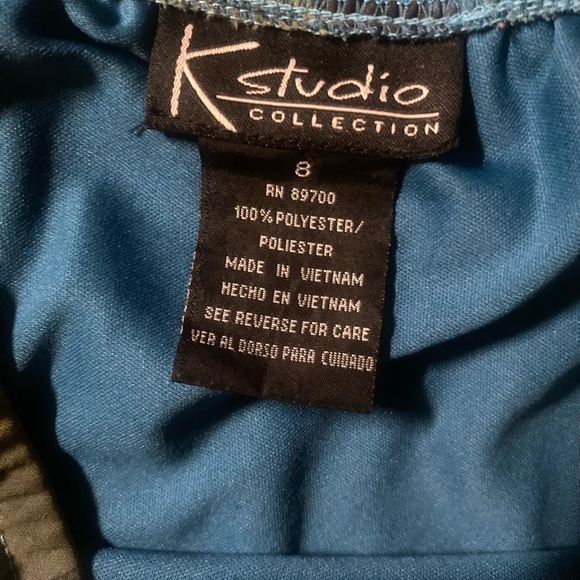 K studio
COLLECTION
8
RN 89700
100% POLYESTER/
POLIESTER
MADE IN VIETNAM
HECHO EN VIETNAM
SEE REVERSE FOR CARE
VER AL DORSO PARA CUIDADO